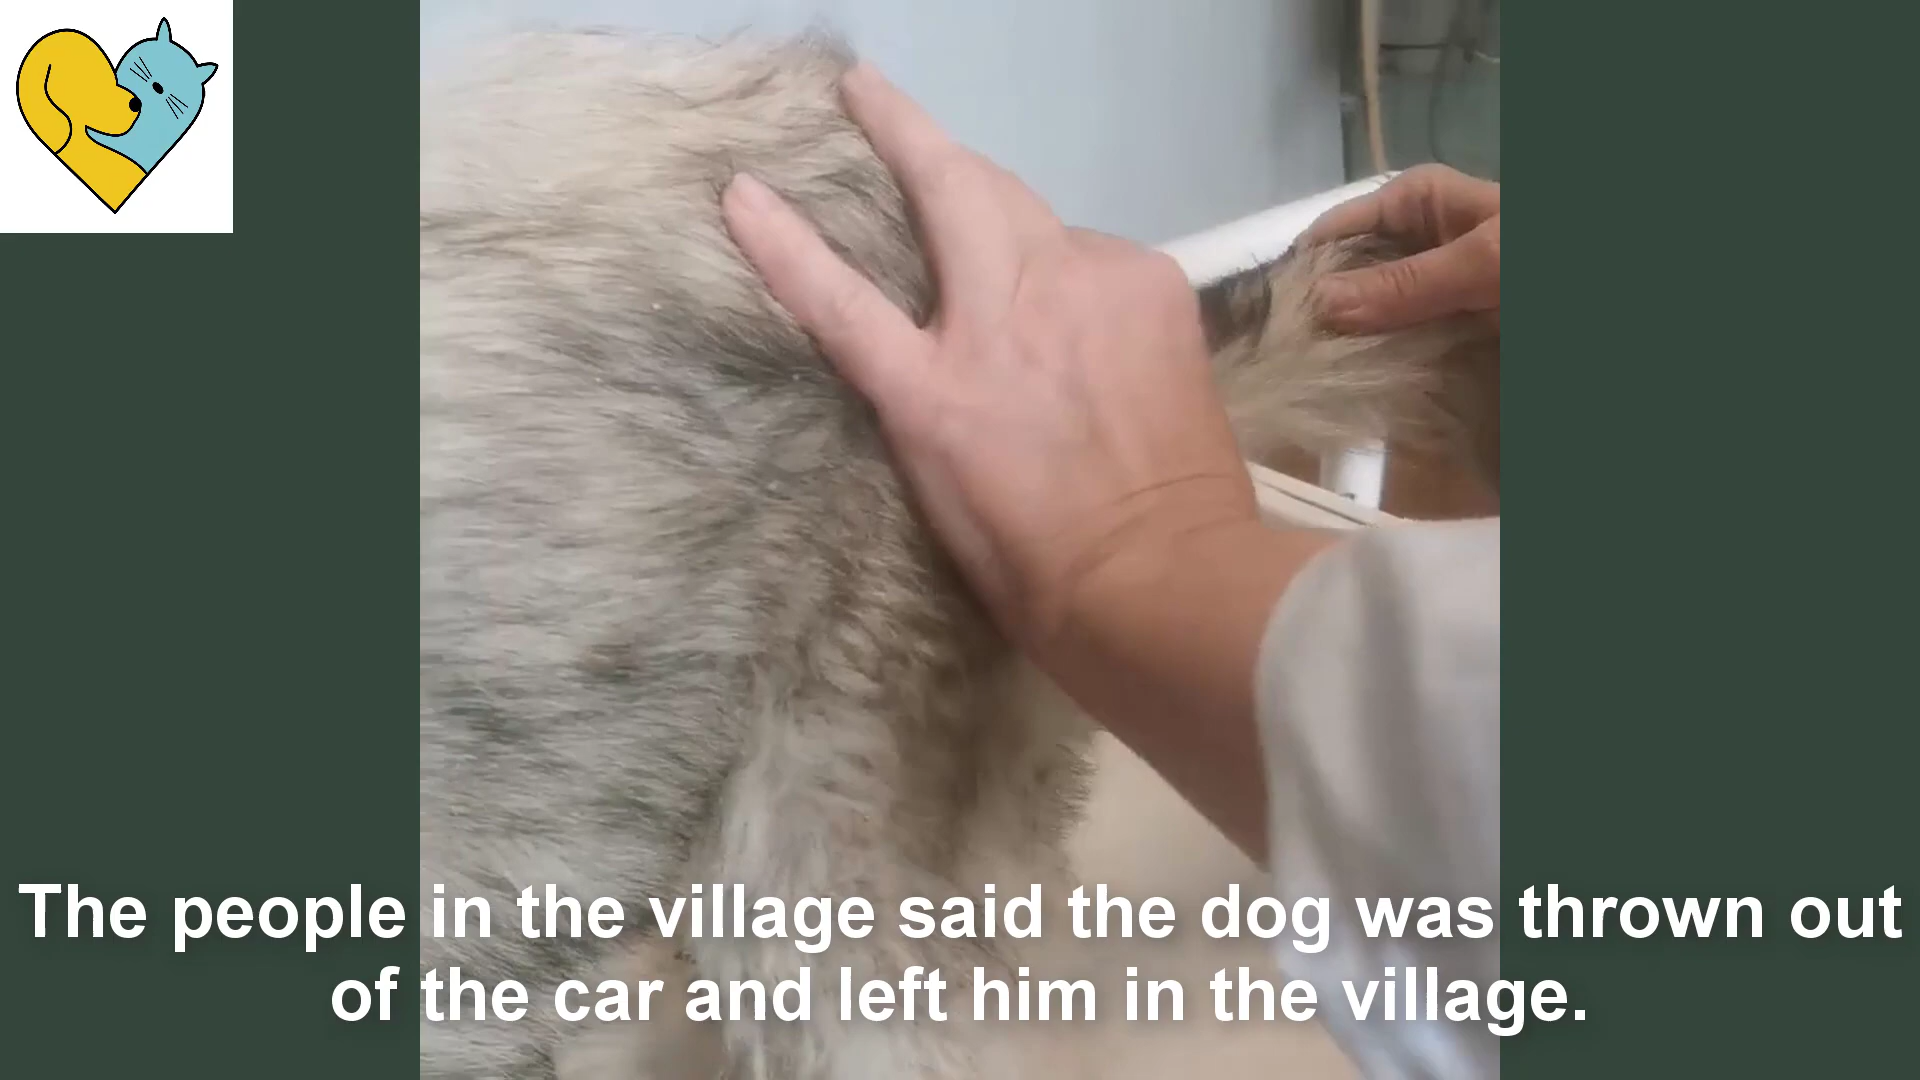 The people in the village said the dog was thrown out
of the car and left him in the village.